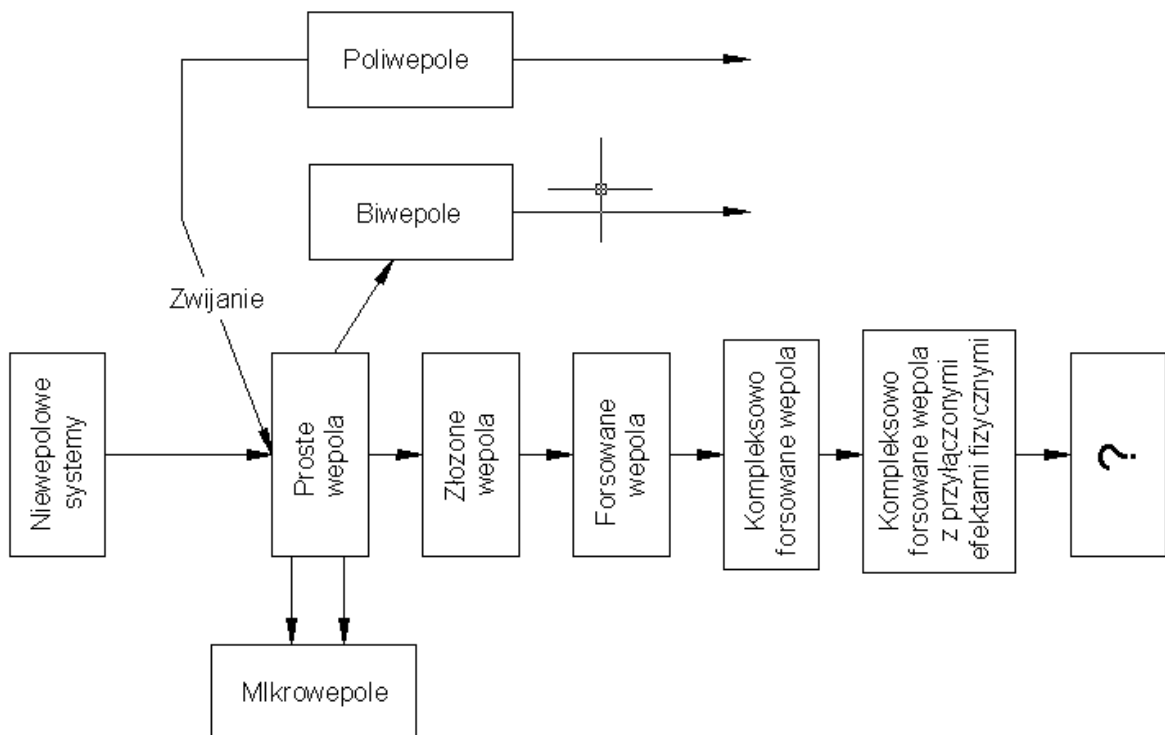 Poliwepole
Biwepole
Zwijanie
Niewepolowe
systemy
Proste
wepola
Złozone
wepola
Forsowane
wepola
Kompleksowo
forsowane wepola
Kompleksowo
forsowane wepola
z przyłączonymi
efektami fizycznymi
?
MIkrowepole